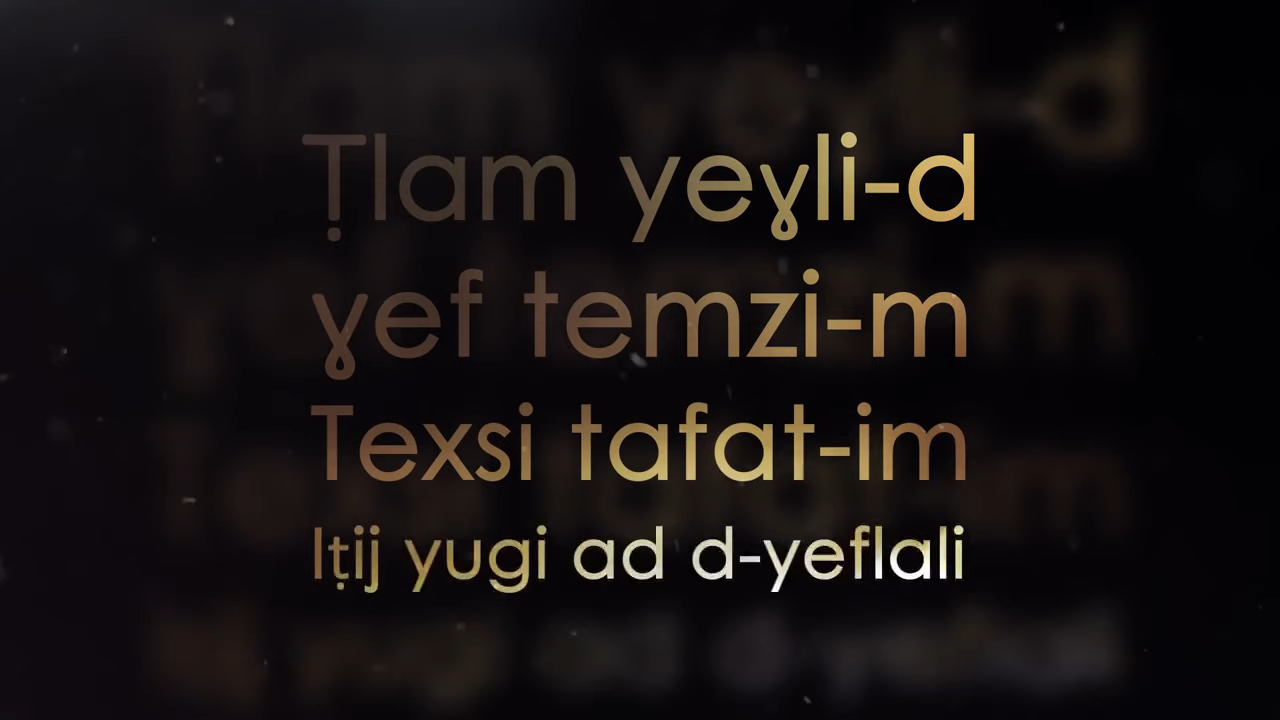 Ṭlam yeɣli-d
ɣef temzi-m
Texsi tafat-im
Iṭij yugi ad d-yeflali